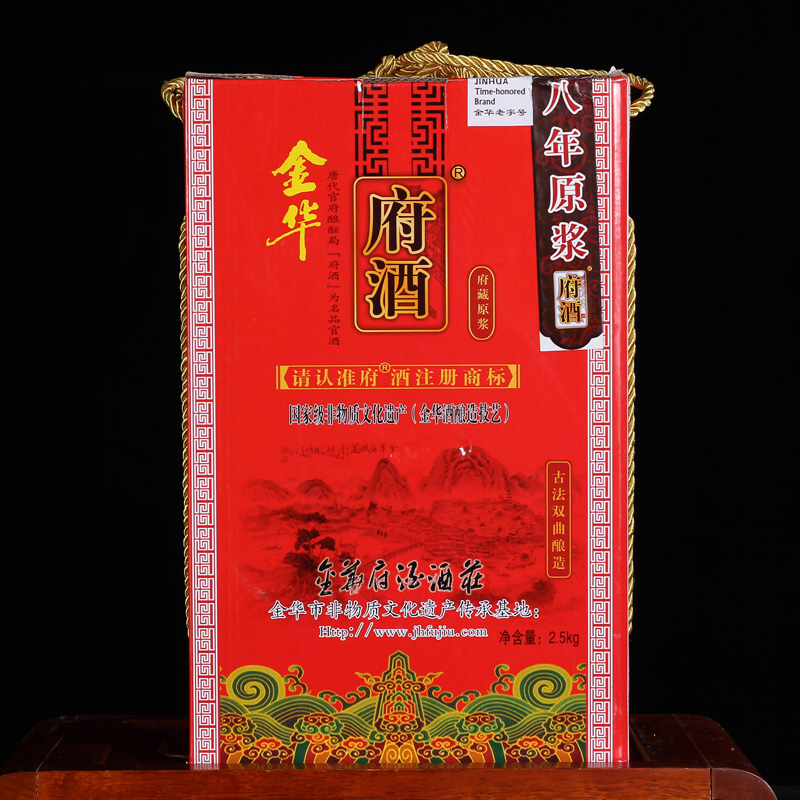 JINHUA
Time-honored
Brand
金华老字号
八年原浆
府酒
金华
唐代官府酿酝局「府酒」为名品官酒
府酒
®
府藏原浆
请认准府®酒注册商标
国家级非物质文化遗产(金华酒酿造技艺)
古法双曲酿造
金华府酒酒庄
金华市非物质文化遗产传承基地:
Http://www.jhfujiu.com
净含量: 2.5kg